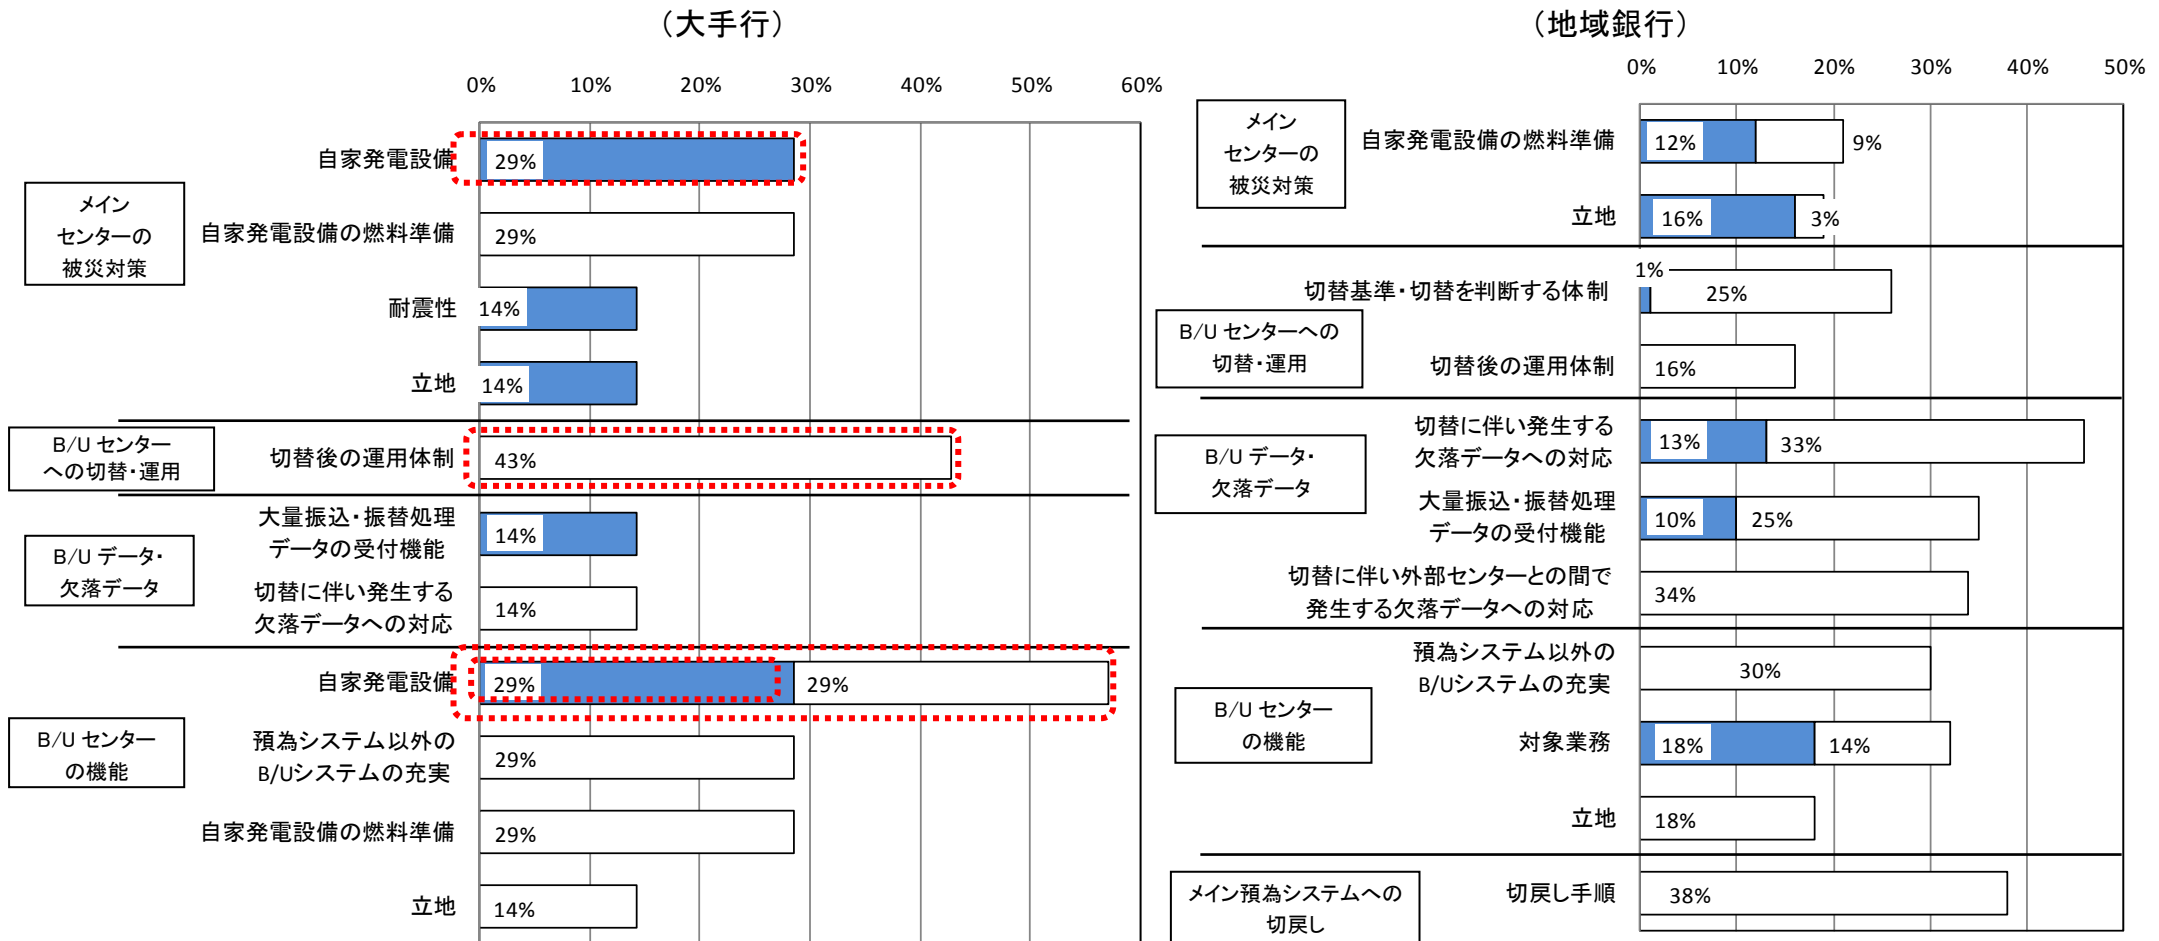 （大手行）
0%
10%
20%
30%
40%
50%
60%
メイン
センターの
被災対策
自家発電設備
29%
自家発電設備の燃料準備
29%
耐震性
14%
立地
14%
B/U センター
への切替・運用
切替後の運用体制
43%
B/U データ・
欠落データ
大量振込・振替処理
データの受付機能
14%
切替に伴い発生する
欠落データへの対応
14%
B/U センター
の機能
自家発電設備
29%
29%
預為システム以外の
B/Uシステムの充実
29%
自家発電設備の燃料準備
29%
立地
14%
（地域銀行）
0%
10%
20%
30%
40%
50%
メイン
センターの
被災対策
自家発電設備の燃料準備
12%
9%
立地
16%
3%
B/U センターへの
切替・運用
切替基準・切替を判断する体制
1%
25%
切替後の運用体制
16%
B/U データ・
欠落データ
切替に伴い発生する
欠落データへの対応
13%
33%
大量振込・振替処理
データの受付機能
10%
25%
切替に伴い外部センターとの間で
発生する欠落データへの対応
34%
B/U センター
の機能
預為システム以外の
B/Uシステムの充実
30%
対象業務
18%
14%
立地
18%
メイン預為システムへの
切戻し
切戻し手順
38%